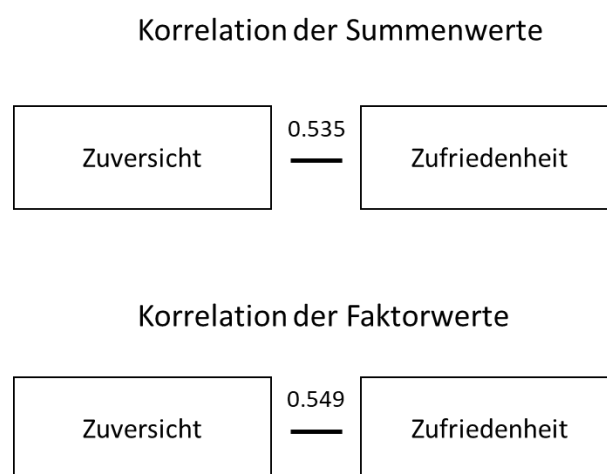 Korrelation der Summenwerte
Zuversicht 0.535 Zufriedenheit
Korrelation der Faktorwerte
Zuversicht 0.549 Zufriedenheit